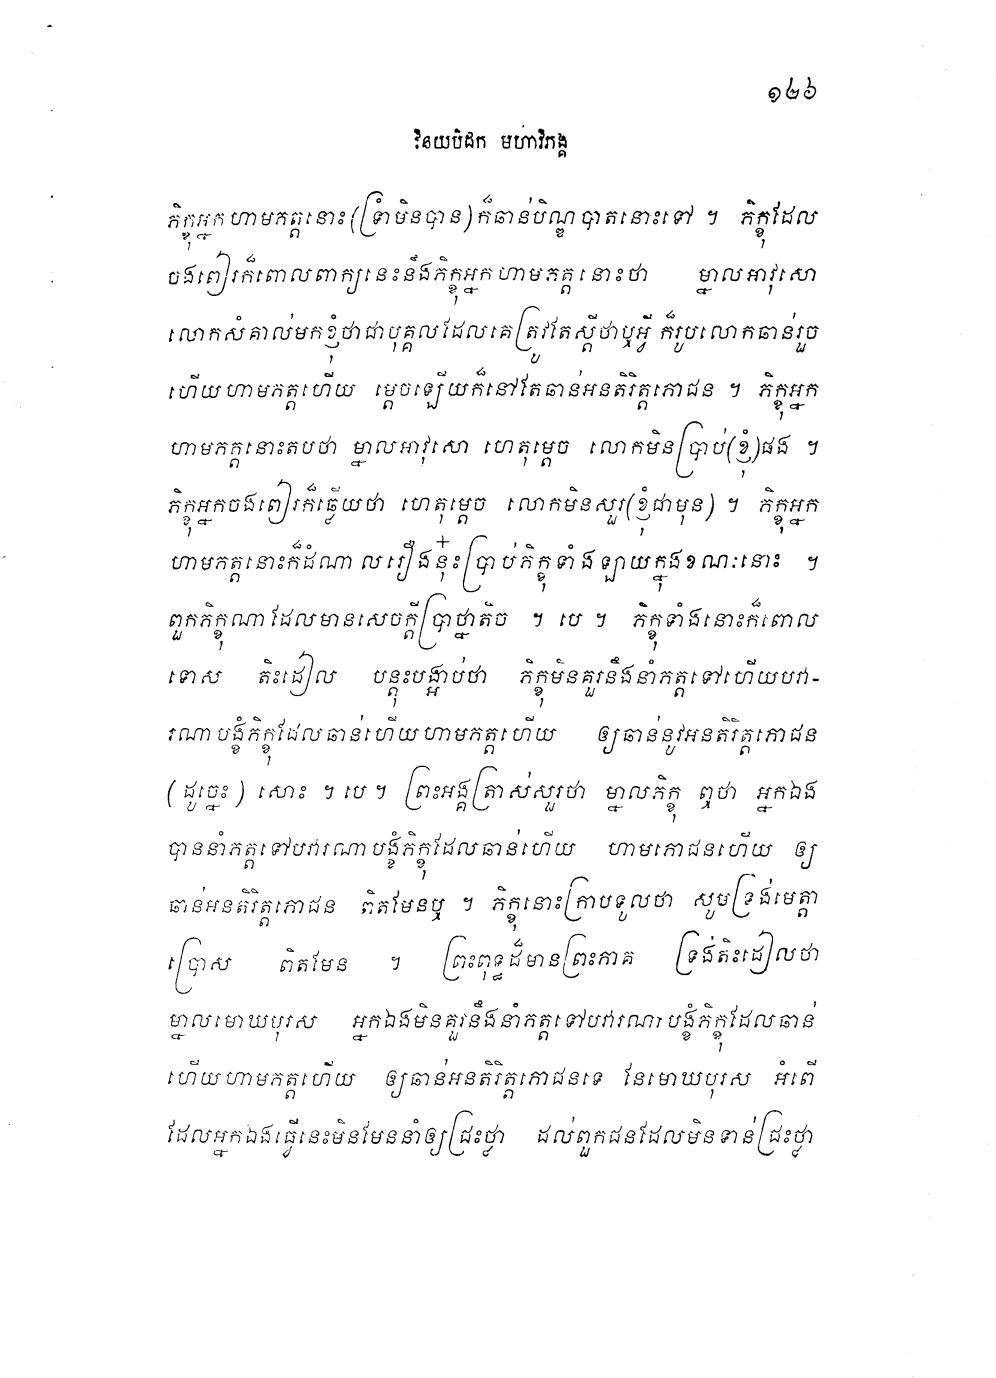 ១២៦
វិនយបិដក មហាវិភង្គ
ភិក្ខុអ្នកហាមភត្តនោះ(ទ្រាំមិនបាន)ក៏ឆាន់បិណ្ឌបាតនោះទៅ ។ ភិក្ខុដែល
ចងពៀរក៏ពោលពាក្យនេះនឹងភិក្ខុអ្នកហាមភត្តនោះថា ម្នាលអាវុសោ
លោកសំគាល់មកខ្ញុំថាជាបុគ្គលដែលគេត្រូវតែស្តីថាឬអ្វី ក៏រូបលោកឆាន់រួច
ហើយហាមភត្តហើយ ម្តេចឡើយក៏នៅតែឆាន់អនតិរិត្តភោជន ។ ភិក្ខុអ្នក
ហាមភត្តនោះតបថា ម្នាលអាវុសោ ហេតុម្តេច លោកមិនប្រាប់(ខ្ញុំ)ផង ។
ភិក្ខុអ្នកចងពៀរក៏ឆ្លើយថា ហេតុម្តេច លោកមិនសួរ(ខ្ញុំជាមុន) ។ ភិក្ខុអ្នក
ហាមភត្តនោះក៏ដំណាលរឿងនុ៎ះប្រាប់ភិក្ខុទាំងឡាយក្នុងខណៈនោះ ។
ពួកភិក្ខុណាដែលមានសេចក្តីប្រាថ្នាតិច ។ បេ ។ ភិក្ខុទាំងនោះក៏ពោល
ទោស តិះដៀល បន្តុះបង្អាប់ថា ភិក្ខុមិនគួរនឹងនាំភត្តទៅហើយបវា-
រណាបង្ខំភិក្ខុដែលឆាន់ហើយហាមភត្តហើយ ឲ្យឆាន់នូវអនតិរិត្តភោជន
(ដូច្នេះ) សោះ ។ បេ ។ ព្រះអង្គត្រាស់សួរថា ម្នាលភិក្ខុ ឮថា អ្នកឯង
បាននាំភត្តទៅបវារណាបង្ខំភិក្ខុដែលឆាន់ហើយ ហាមភោជនហើយ ឲ្យ
ឆាន់អនតិរិត្តភោជន ពិតមែនឬ ។ ភិក្ខុនោះក្រាបទូលថា សូមទ្រង់មេត្តា
ប្រោស ពិតមែន ។ ព្រះពុទ្ធដ៏មានព្រះភាគ ទ្រង់តិះដៀលថា
ម្នាលមោឃបុរស អ្នកឯងមិនគួរនឹងនាំភត្តទៅបវារណាបង្ខំភិក្ខុដែលឆាន់
ហើយហាមភត្តហើយ ឲ្យឆាន់អនតិរិត្តភោជនទេ នែមោឃបុរស អំពើ
ដែលអ្នកឯងធ្វើនេះមិនមែននាំឲ្យជ្រះថ្លា ដល់ពួកជនដែលមិនទាន់ជ្រះថ្លា